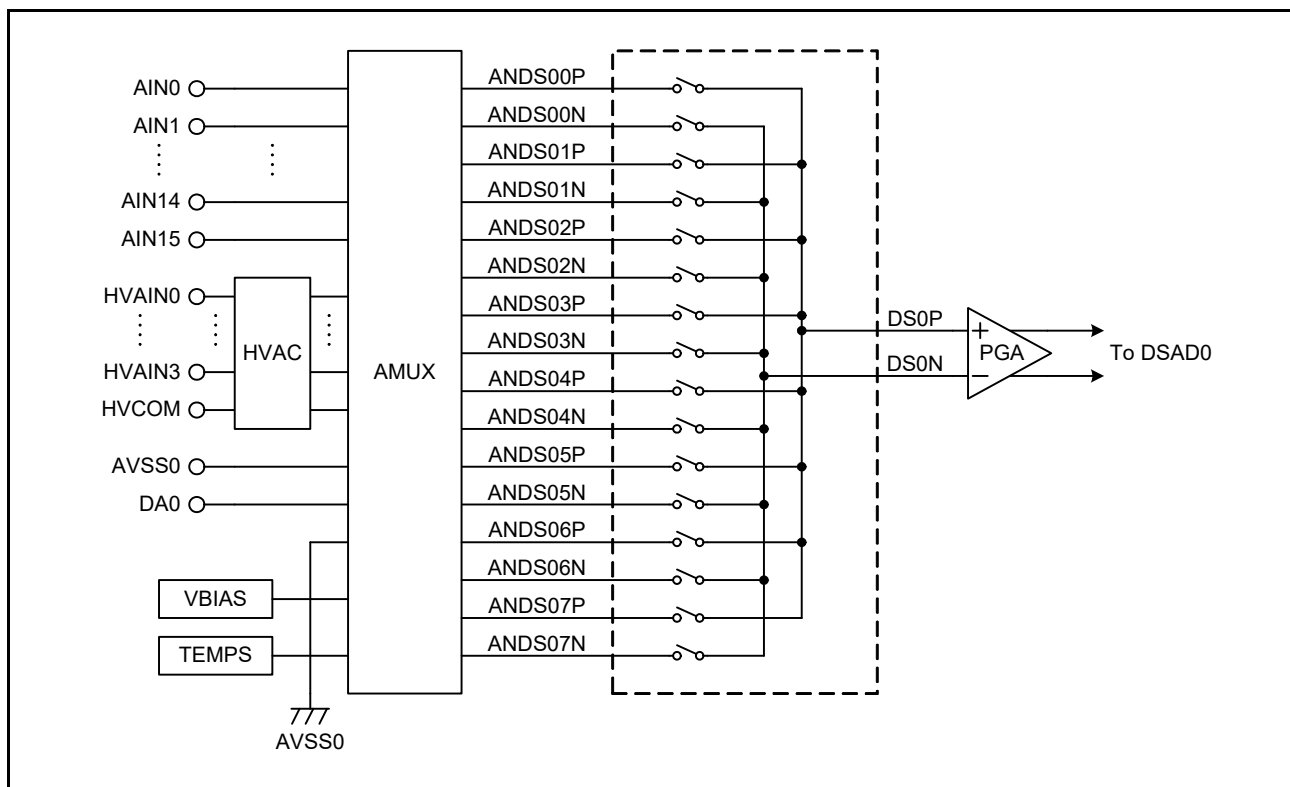 AIN0
AIN1
AIN14
AIN15
HVAIN0
HVAIN3
HVCOM
HVAC
AVSS0
DA0
VBIAS
TEMPS
AVSS0
AMUX
ANDS00P
ANDS00N
ANDS01P
ANDS01N
ANDS02P
ANDS02N
ANDS03P
ANDS03N
ANDS04P
ANDS04N
ANDS05P
ANDS05N
ANDS06P
ANDS06N
ANDS07P
ANDS07N
DS0P
DS0N
+
PGA
−
To DSAD0